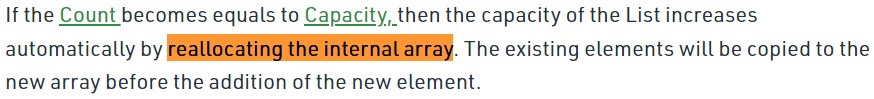 If the Count becomes equals to Capacity, then the capacity of the List increases
automatically by reallocating the internal array. The existing elements will be copied to the
new array before the addition of the new element.